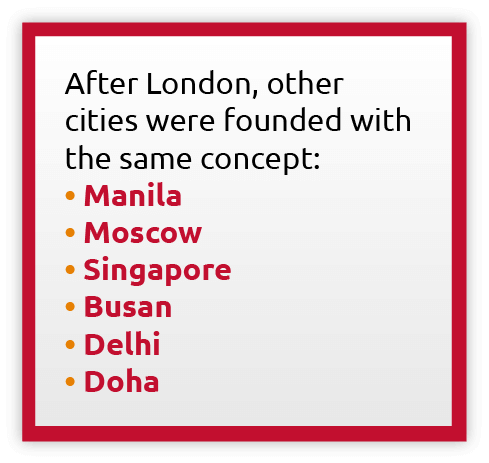 After London, other
cities were founded with
the same concept:
• Manila
• Moscow
• Singapore
• Busan
• Delhi
• Doha